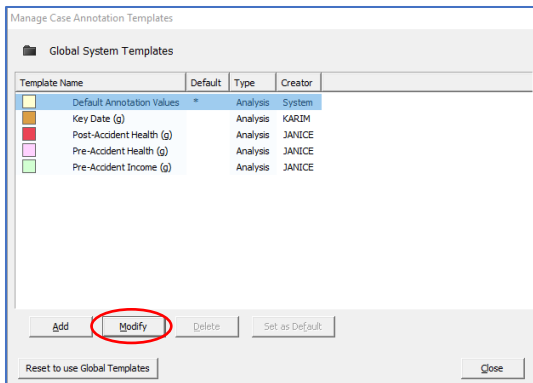 Manage Case Annotation Templates
Global System Templates
Template Name Default Type Creator
Default Annotation Values * Analysis System
Key Date (g) Analysis KARIM
Post-Accident Health (g) Analysis JANICE
Pre-Accident Health (g) Analysis JANICE
Pre-Accident Income (g) Analysis JANICE
Add Modify Delete Set as Default
Reset to use Global Templates Close